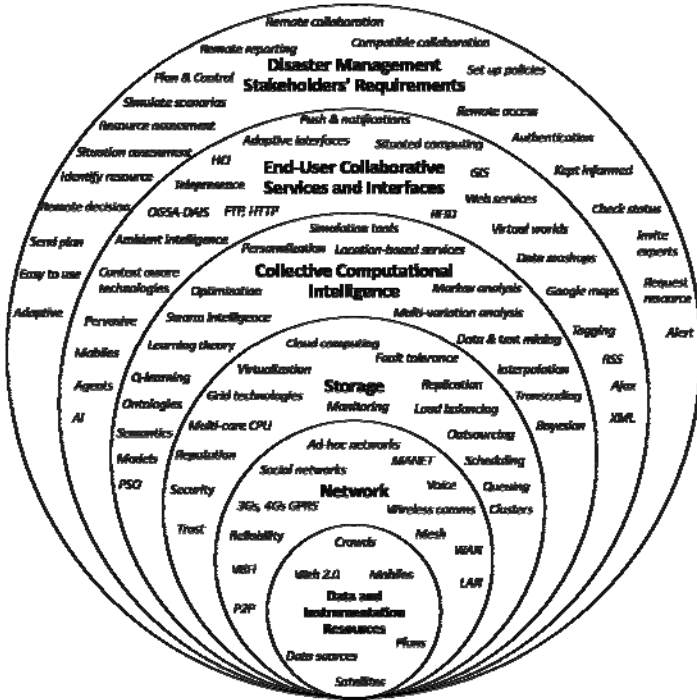 Remote collaboration
Remote reporting
Compatible collaboration
Disaster Management
Stakeholders' Requirements
Plan & Control
Set up policies
Simulate scenarios
Remote access
Resource assessment
Push & notifications
Authentication
Adaptive interfaces
Situated computing
Situation assessment
HCI
End-User Collaborative
Services and Interfaces
GIS
Kept informed
Identify resource
Telepresence
Web services
Remote decision
OGSA-DAIS
FTP, HTTP
RFID
Check status
Simulation tools
Virtual worlds
Send plan
Ambient intelligence
Personalization
Location-based services
Invite
experts
Data mashups
Easy to use
Context aware
technologies
Collective Computational
Intelligence
Optimization
Markov analysis
Google maps
Request
resource
Adaptive
Pervasive
Swarm intelligence
Multi-variation analysis
Tagging
Alert
Mobiles
Learning theory
Cloud computing
Data & text mining
Fault tolerance
RSS
Agents
Q-learning
Virtualization
Interpolation
Storage
Replication
Ajax
Ontologies
Grid technologies
Monitoring
Load balancing
Transcoding
AI
Multi-core CPU
Bayesian
XML
Semantics
Outsourcing
Models
Reputation
Ad-hoc networks
MANET
Scheduling
Social networks
PSO
Security
Network
Voice
Queuing
3Gs, 4Gs GPRS
Wireless comms
Clusters
Trust
Reliability
Crowds
Mesh
WAN
WiFi
Web 2.0
Mobiles
LAN
P2P
Data and
Instrumentation
Resources
Plans
Data sources
Satellites